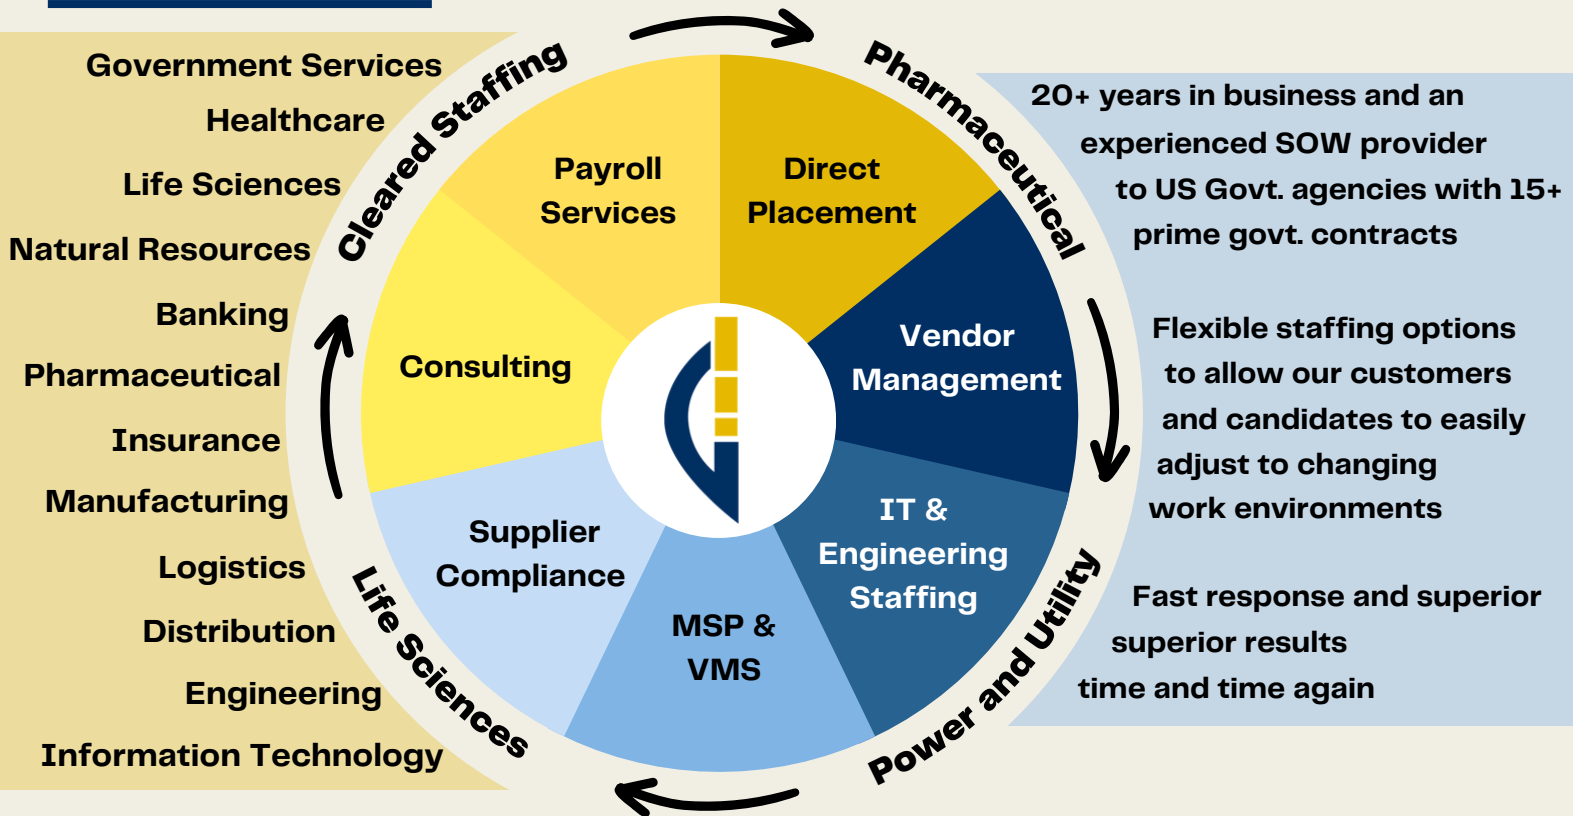 Government Services
Healthcare
Life Sciences
Natural Resources
Banking
Pharmaceutical
Insurance
Manufacturing
Logistics
Distribution
Engineering
Information Technology
Cleared Staffing
Pharmaceutical
Power and Utility
Life Sciences
Payroll
Services
Direct
Placement
Vendor
Management
IT &
Engineering
Staffing
MSP &
VMS
Supplier
Compliance
Consulting
20+ years in business and an
experienced SOW provider
to US Govt. agencies with 15+
prime govt. contracts
Flexible staffing options
to allow our customers
and candidates to easily
adjust to changing
work environments
Fast response and superior
superior results
time and time again